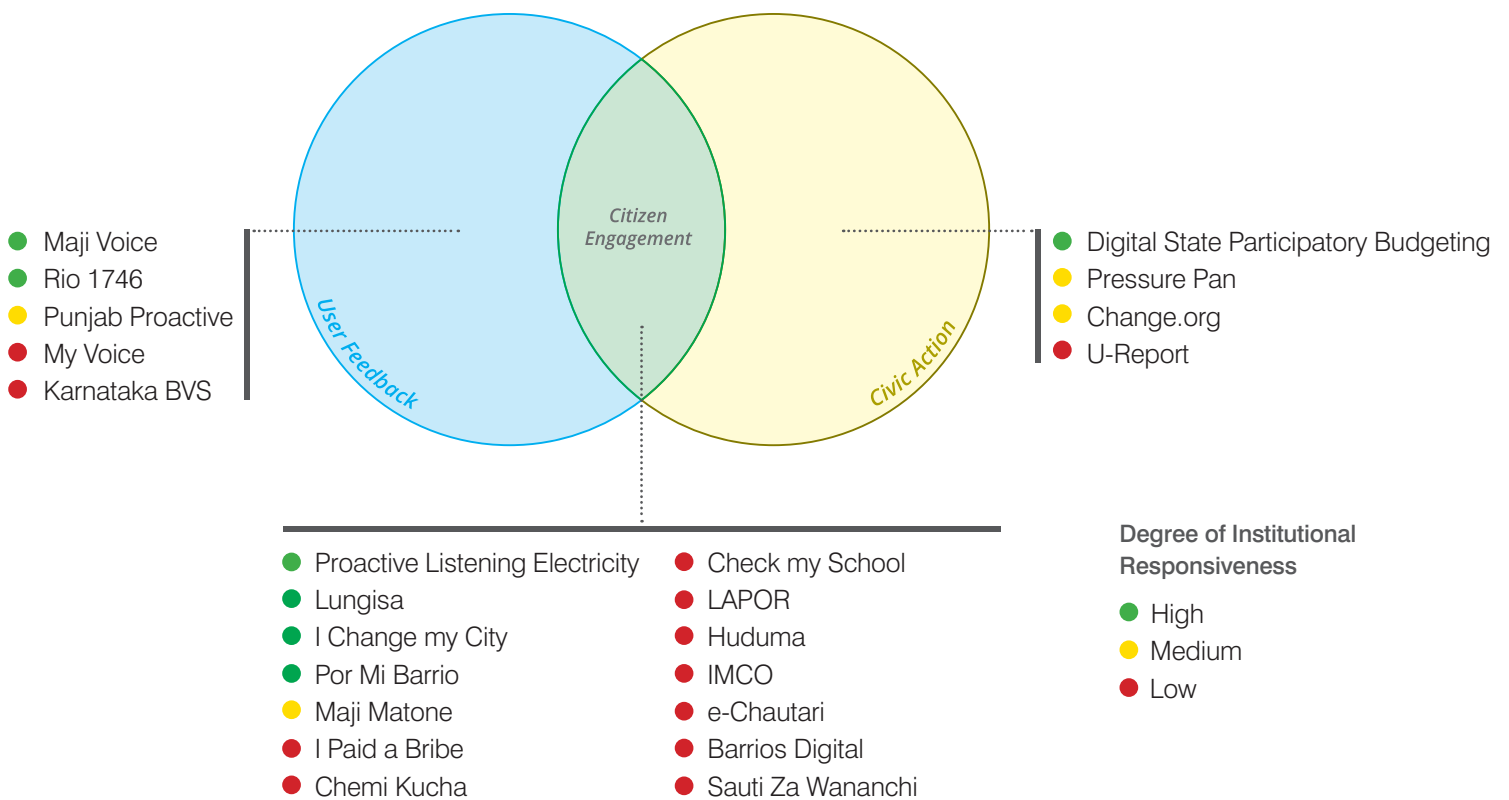 Citizen
Engagement
User Feedback
Civic Action
Maji Voice
Rio 1746
Punjab Proactive
My Voice
Karnataka BVS
Digital State Participatory Budgeting
Pressure Pan
Change.org
U-Report
Proactive Listening Electricity
Lungisa
I Change my City
Por Mi Barrio
Maji Matone
I Paid a Bribe
Chemi Kucha
Check my School
LAPOR
Huduma
IMCO
e-Chautari
Barrios Digital
Sauti Za Wananchi
Degree of Institutional
Responsiveness
High
Medium
Low